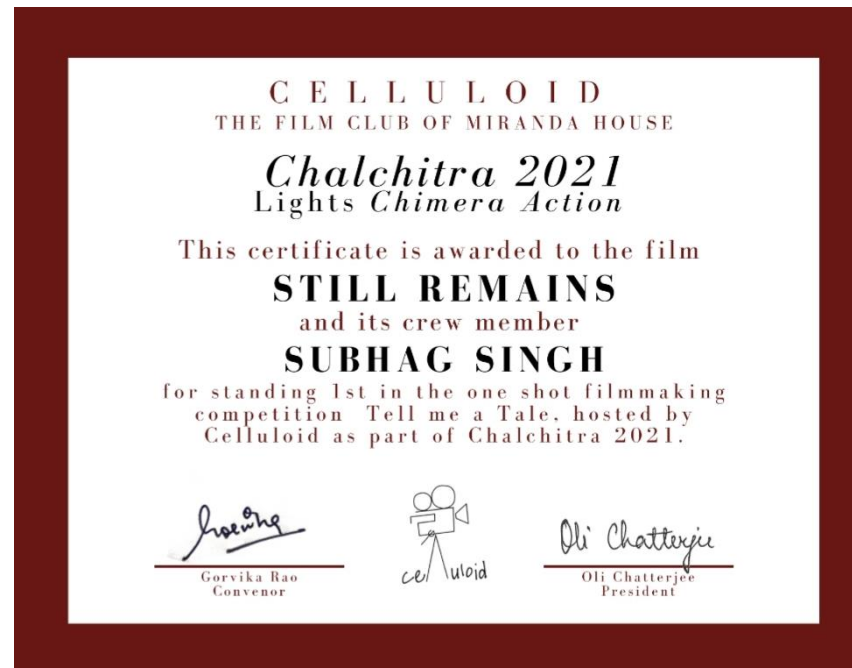 CELLULOID
THE FILM CLUB OF MIRANDA HOUSE
Chalchitra 2021
Lights Chimera Action
This certificate is awarded to the film
STILL REMAINS
and its crew member
SUBHAG SINGH
for standing 1st in the one shot filmmaking
competition Tell me a Tale, hosted by
Celluloid as part of Chalchitra 2021.
Oli Chatterjee
celluloid
Gorvika Rao
Convenor
Oli Chatterjee
President